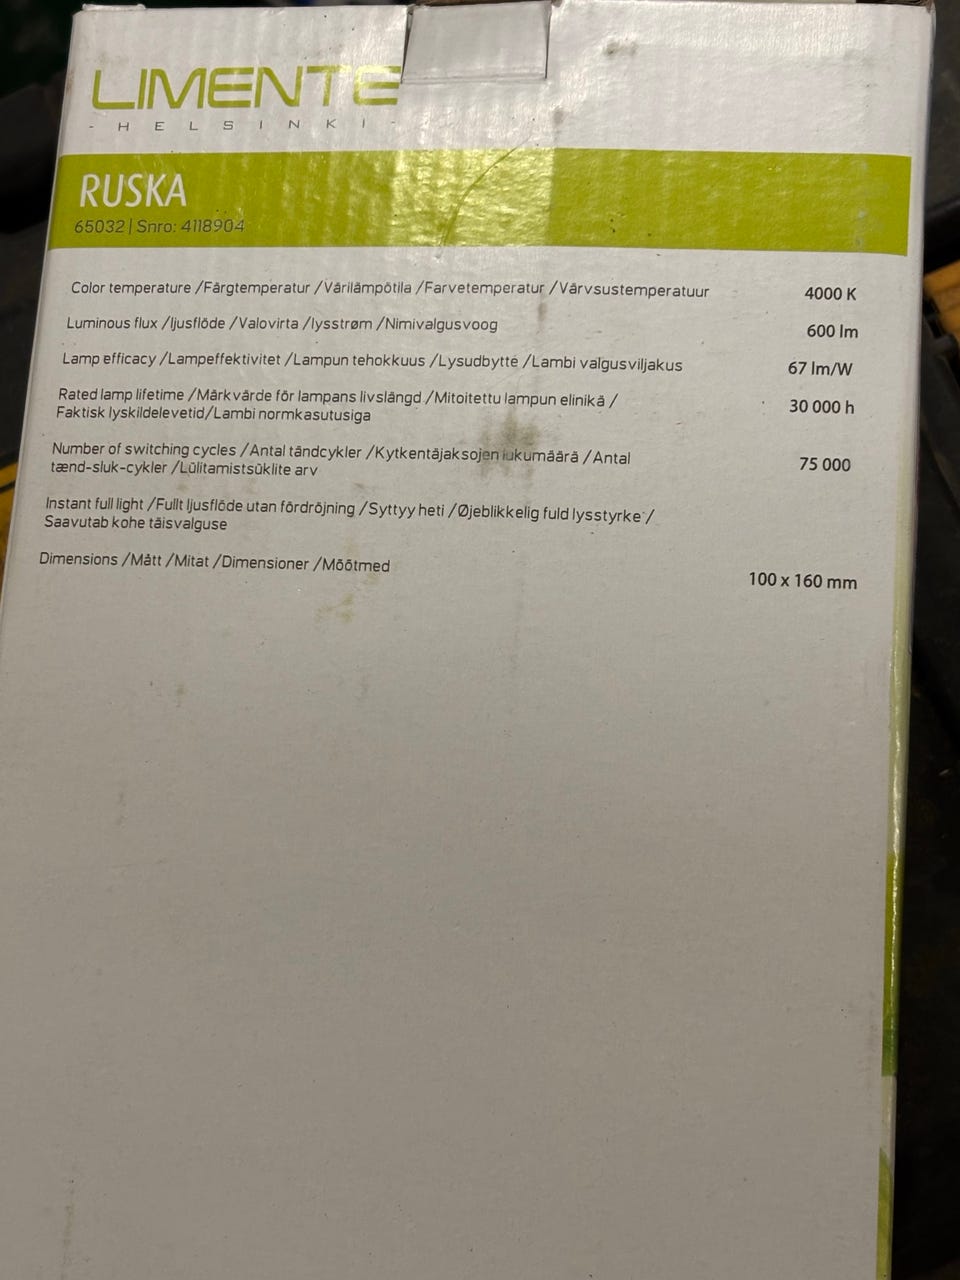 LIMENTE
- HELSINKI -
RUSKA
65032 | Snro: 4118904
Color temperature /Färgtemperatur /Värilämpötila /Farvetemperatur /Värvsustemperatuur 4000 K
Luminous flux /ljusflöde /Valovirta /lysstrøm /Nimivalgusvoog 600 lm
Lamp efficacy /Lampeffektivitet /Lampun tehokkuus /Lysudbytte /Lambi valgusviljakus 67 lm/W
Rated lamp lifetime /Märkvärde för lampans livslängd /Mitoitettu lampun elinikä /
Faktisk lyskildelevetid/Lambi normkasutusiga 30 000 h
Number of switching cycles /Antal tändcykler /Kytkentäjaksojen lukumäärä /Antal
tænd-sluk-cykler /Lülitamistsüklite arv 75 000
Instant full light /Fullt ljusflöde utan fördröjning /Syttyy heti /Øjeblikkelig fuld lysstyrke /
Saavutab kohe täisvalguse
Dimensions /Mått /Mitat /Dimensioner /Mõõtmed 100 x 160 mm